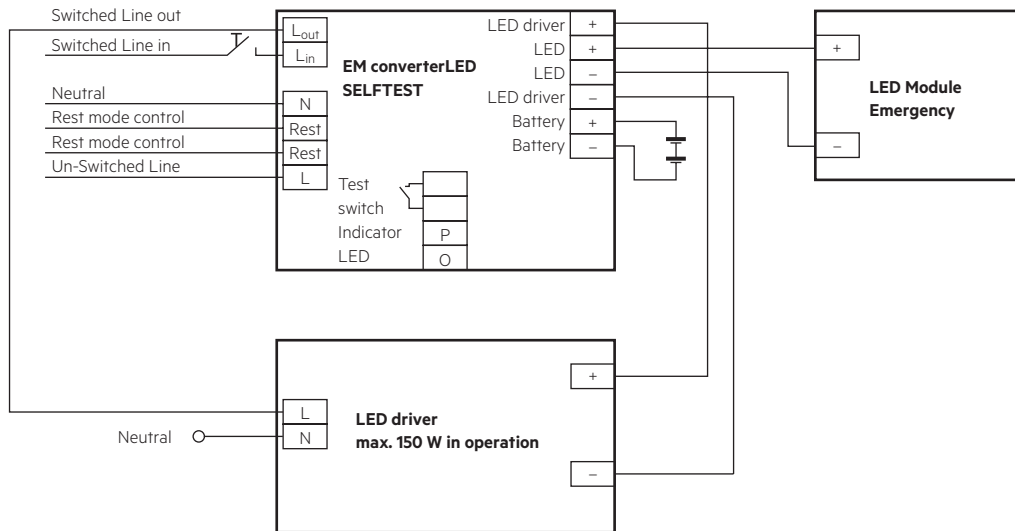 Switched Line out
Switched Line in
Neutral
Rest mode control
Rest mode control
Un-Switched Line
Lout
Lin
N
Rest
Rest
L
EM converterLED
SELFTEST
Test
switch
Indicator
LED
P
O
LED driver +
LED +
LED –
LED driver –
Battery +
Battery –
+
–
LED Module
Emergency
L
N
Neutral
LED driver
max. 150 W in operation
+
–